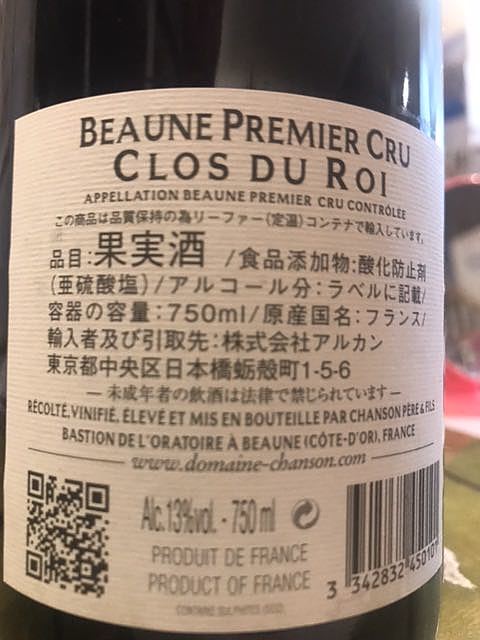 BEAUNE PREMIER CRU
CLOS DU ROI
APPELLATION BEAUNE PREMIER CRU CONTRÔLÉE
この商品は品質保持の為リーファー(定温)コンテナで輸入しています。
品目:果実酒 /食品添加物:酸化防止剤
(亜硫酸塩)/アルコール分:ラベルに記載/
容器の容量:750ml/原産国名:フランス/
輸入者及び引取先:株式会社アルカン
東京都中央区日本橋蛎殻町1-5-6
—未成年者の飲酒は法律で禁じられています—
RÉCOLTÉ, VINIFIÉ, ÉLEVÉ ET MIS EN BOUTEILLE PAR CHANSON PÈRE & FILS
BASTION DE L'ORATOIRE À BEAUNE (CÔTE-D'OR), FRANCE
www.domaine-chanson.com
Alc.13%vol. - 750 ml
PRODUIT DE FRANCE
PRODUCT OF FRANCE
3 342832 450101